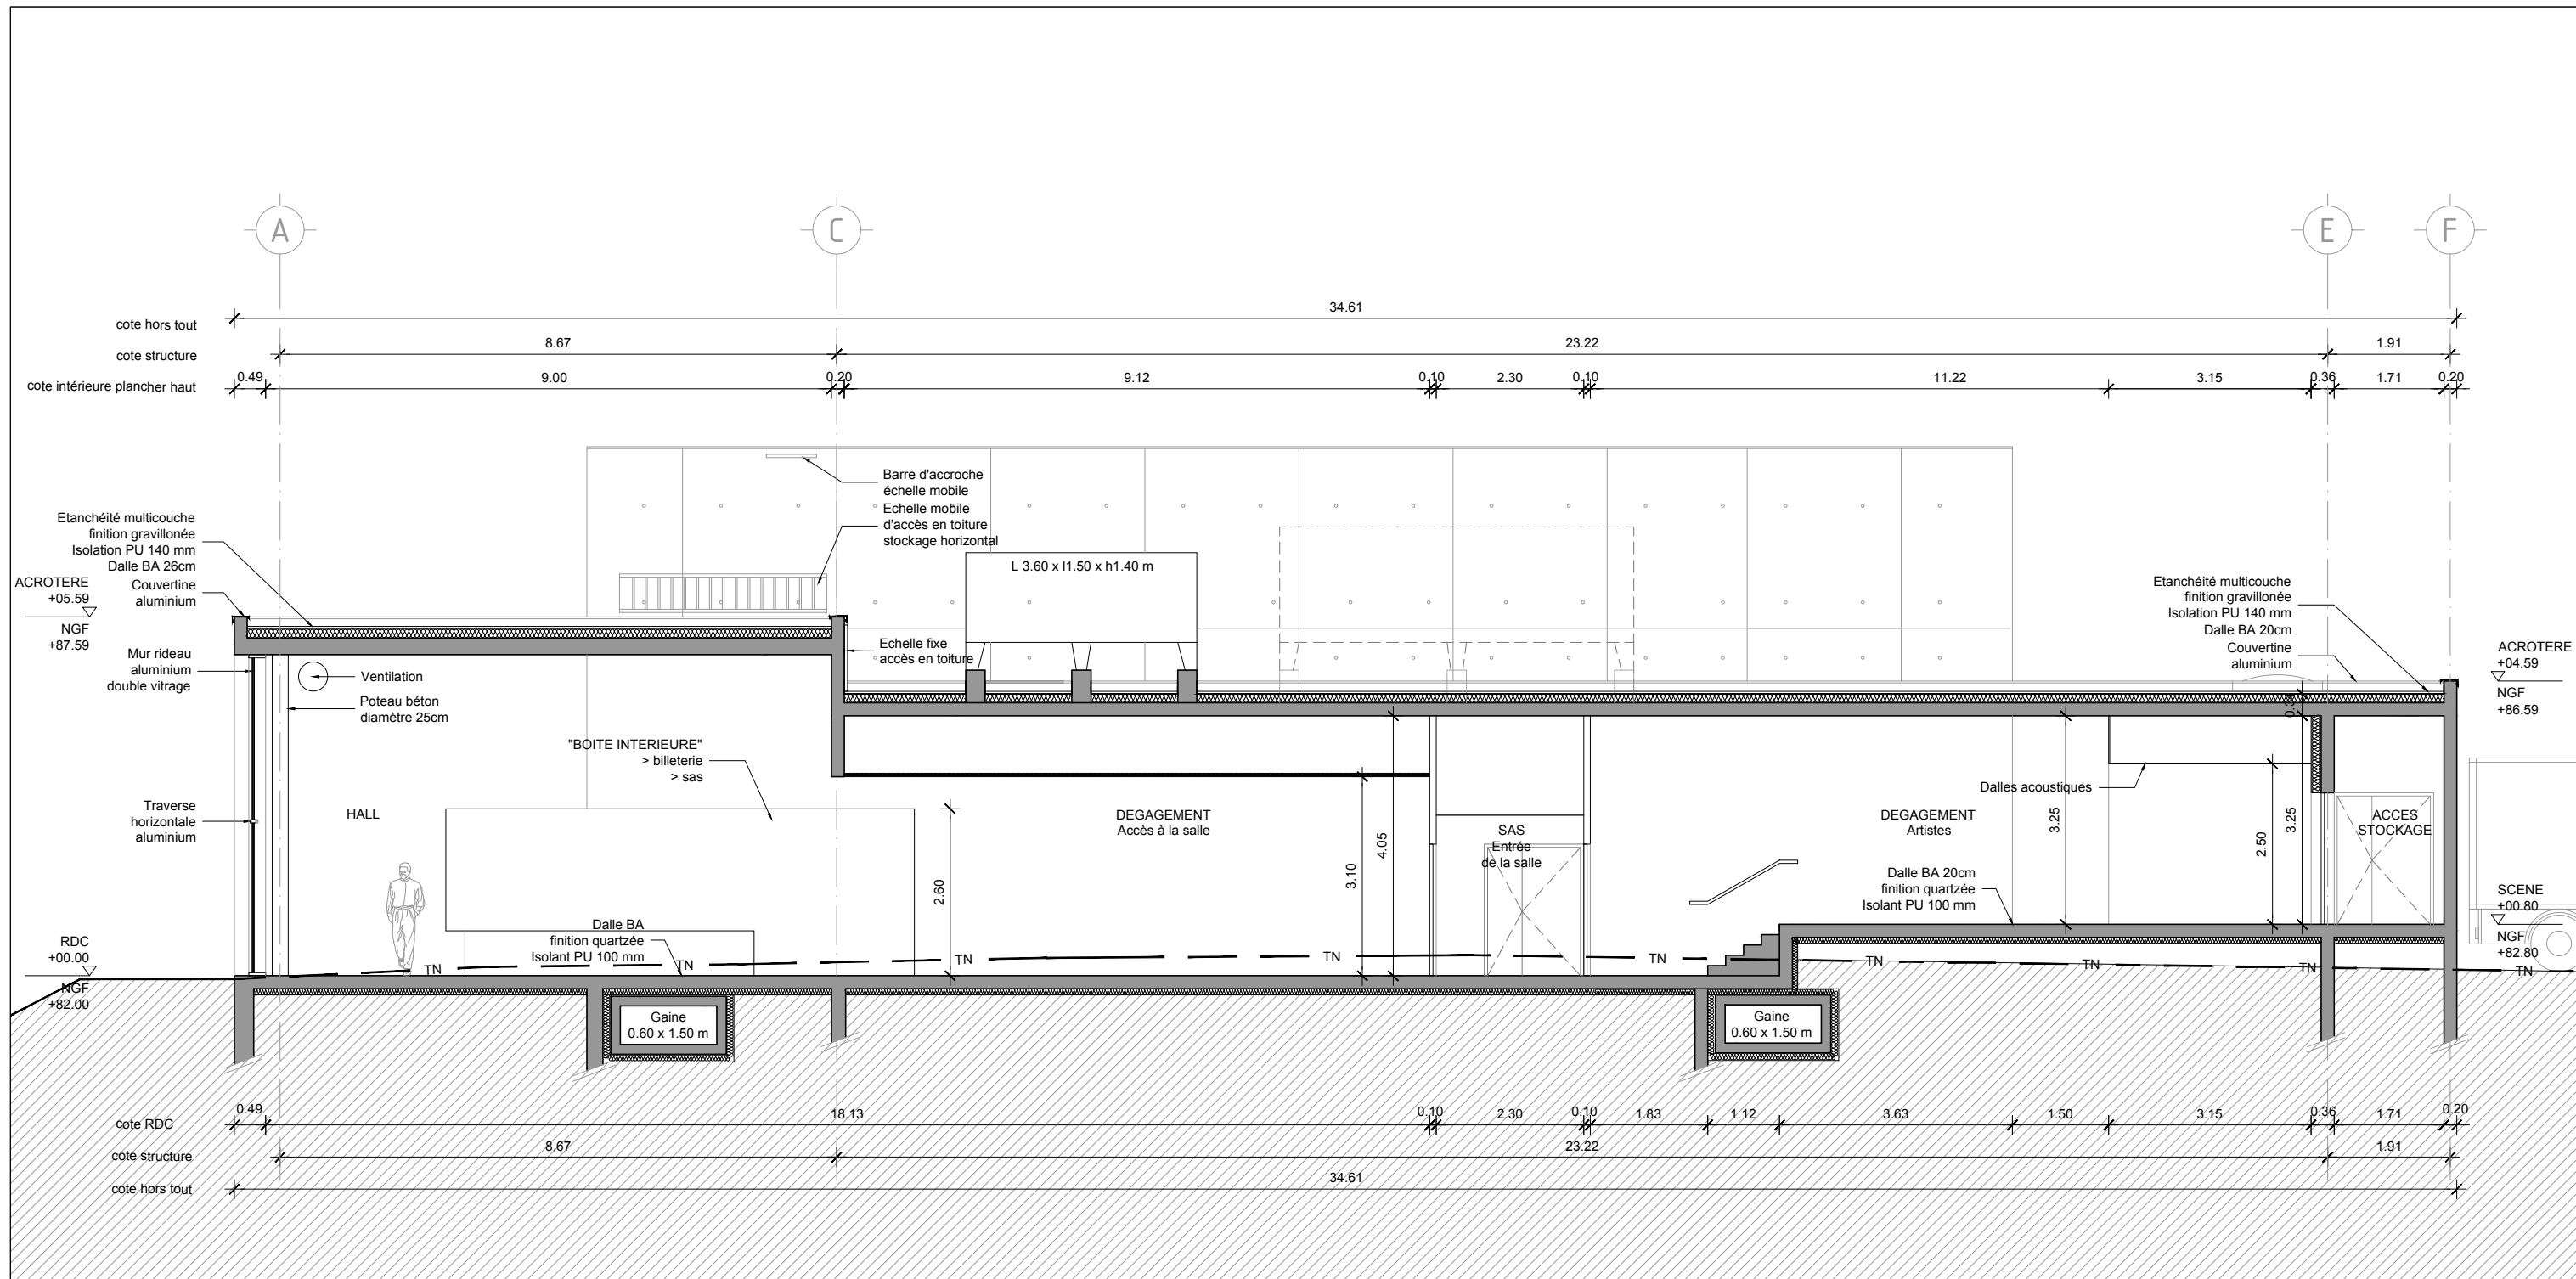 A
C
E
F
cote hors tout
34.61
cote structure
8.67
23.22
1.91
cote intérieure plancher haut
0.49
9.00
0.20
9.12
0.10
2.30
0.10
11.22
3.15
0.36
1.71
0.20
Barre d'accroche
échelle mobile
Echelle mobile
d'accès en toiture
stockage horizontal
Etanchéité multicouche
finition gravillonée
Isolation PU 140 mm
Dalle BA 26cm
Couvertine
aluminium
ACROTERE
+05.59
NGF
+87.59
Mur rideau
aluminium
double vitrage
Ventilation
Poteau béton
diamètre 25cm
Echelle fixe
accès en toiture
L 3.60 x l1.50 x h1.40 m
Etanchéité multicouche
finition gravillonée
Isolation PU 140 mm
Dalle BA 20cm
Couvertine
aluminium
ACROTERE
+04.59
NGF
+86.59
"BOITE INTERIEURE"
> billeterie
> sas
Traverse
horizontale
aluminium
HALL
2.60
DEGAGEMENT
Accès à la salle
3.10
4.05
SAS
Entrée
de la salle
DEGAGEMENT
Artistes
3.25
Dalles acoustiques
2.50
3.25
ACCES
STOCKAGE
Dalle BA 20cm
finition quartzée
Isolant PU 100 mm
SCENE
+00.80
NGF
+82.80
Dalle BA
finition quartzée
Isolant PU 100 mm
RDC
+00.00
NGF
+82.00
TN
TN
TN
TN
TN
TN
TN
TN
TN
Gaine
0.60 x 1.50 m
Gaine
0.60 x 1.50 m
cote RDC
0.49
18.13
0.10
2.30
0.10
1.83
1.12
3.63
1.50
3.15
0.36
1.71
0.20
cote structure
8.67
23.22
1.91
cote hors tout
34.61